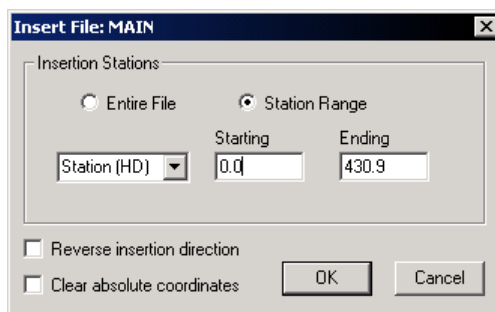 Insert File: MAIN
Insertion Stations
Entire File
Station Range
Starting
Ending
Station (HD)
0.0
430.9
Reverse insertion direction
Clear absolute coordinates
OK
Cancel